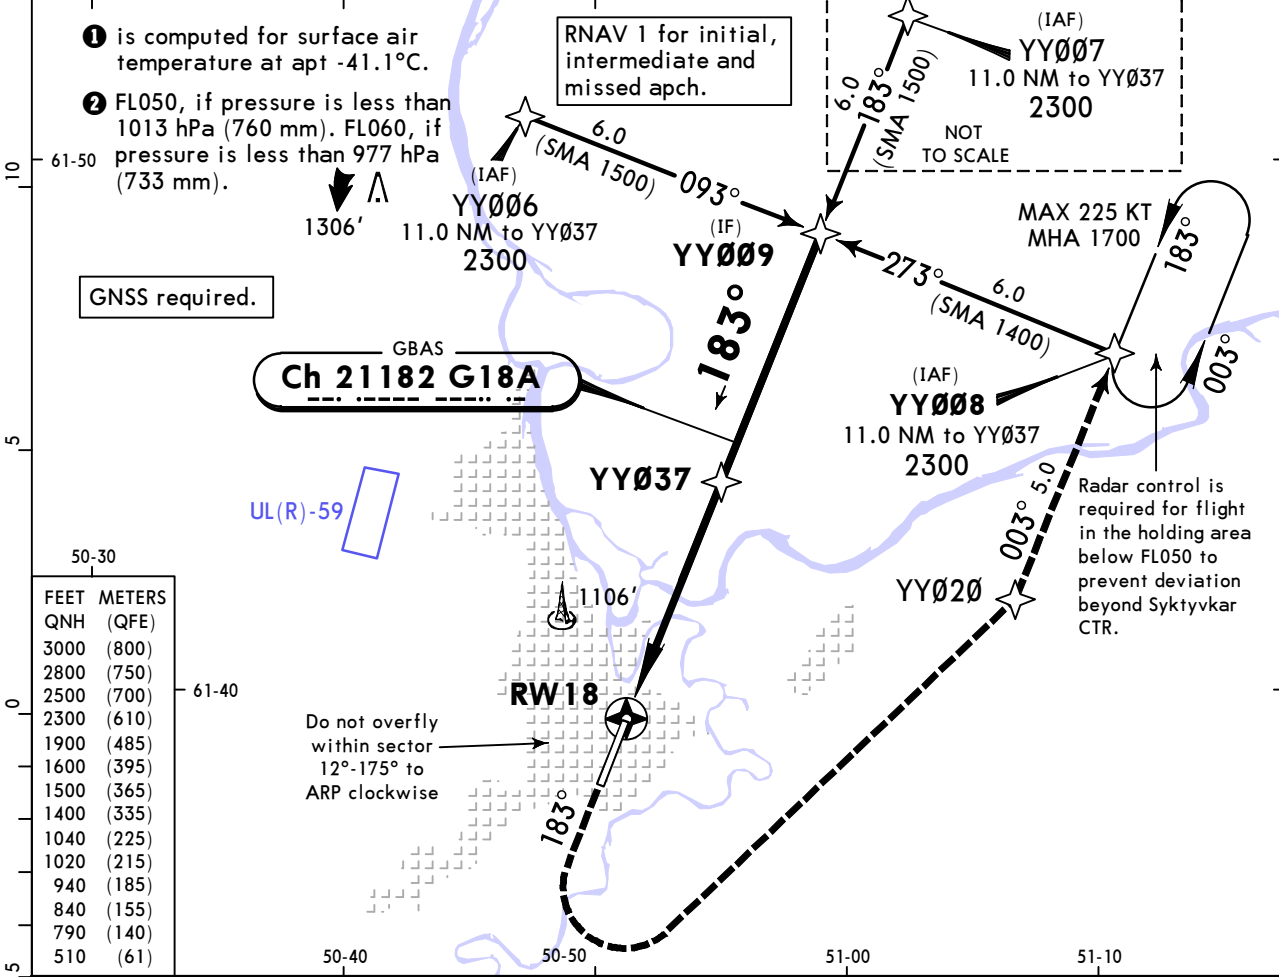 ❶ is computed for surface air
temperature at apt -41.1°C.
❷ FL050, if pressure is less than
1013 hPa (760 mm). FL060, if
pressure is less than 977 hPa
(733 mm).
RNAV 1 for initial,
intermediate and
missed apch.
(IAF)
YYØØ7
11.0 NM to YYØ37
2300
6.0
183°
(SMA 1500)
NOT
TO SCALE
61-50
10
1306'
(IAF)
YYØØ6
11.0 NM to YYØ37
2300
6.0
(SMA 1500)
093°
(IF)
YYØØ9
MAX 225 KT
MHA 1700
183°
003°
273°
6.0
(SMA 1400)
GNSS required.
183°
GBAS
Ch 21182 G18A
(IAF)
YYØØ8
11.0 NM to YYØ37
2300
5
YYØ37
UL(R)-59
Radar control is
required for flight
in the holding area
below FL050 to
prevent deviation
beyond Syktyvkar
CTR.
003°
5.0
YYØ2Ø
50-30
1106'
FEET METERS
QNH (QFE)
3000 (800)
2800 (750)
2500 (700)
2300 (610)
1900 (485)
1600 (395)
1500 (365)
1400 (335)
1040 (225)
1020 (215)
940 (185)
840 (155)
790 (140)
510 (61)
61-40
0
RW18
Do not overfly
within sector
12°-175° to
ARP clockwise
183°
5
50-40
50-50
51-00
51-10